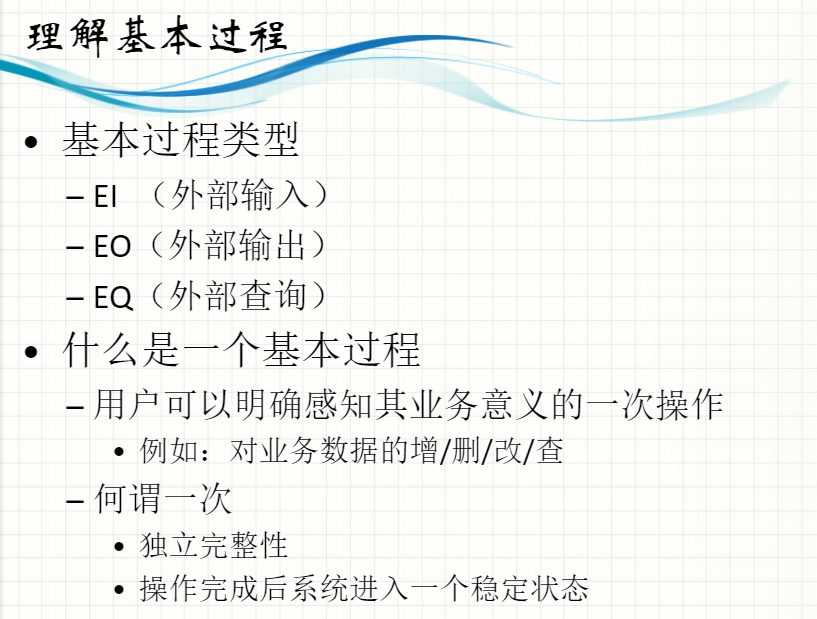 理解基本过程
• 基本过程类型
– EI （外部输入）
– EO（外部输出）
– EQ（外部查询）
• 什么是一个基本过程
– 用户可以明确感知其业务意义的一次操作
• 例如：对业务数据的增/删/改/查
– 何谓一次
• 独立完整性
• 操作完成后系统进入一个稳定状态